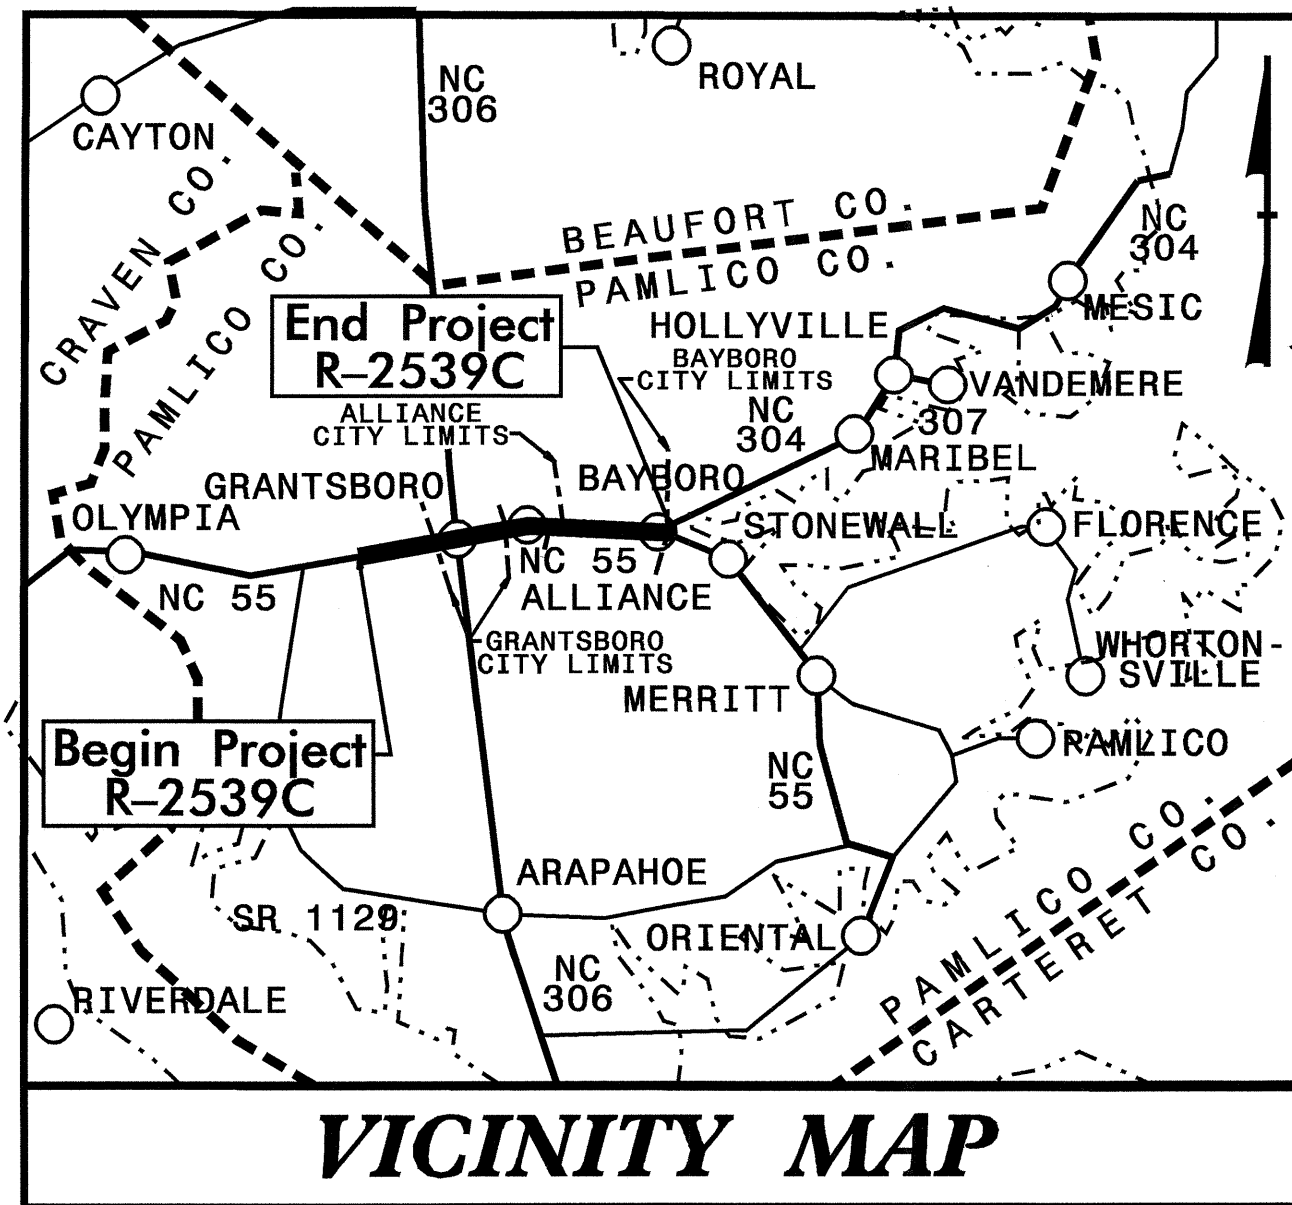 NC
306
ROYAL
CAYTON
CRAVEN CO.
PAMLICO CO.
BEAUFORT CO.
PAMLICO CO.
NC
304
MESIC
End Project
R-2539C
HOLLYVILLE
BAYBORO
CITY LIMITS
VANDEMERE
307
NC
304
MARIBEL
ALLIANCE
CITY LIMITS
GRANTSBORO
BAYBORO
OLYMPIA
STONEWALL
FLORENCE
NC 55
NC 55
ALLIANCE
GRANTSBORO
CITY LIMITS
WHORTON-
SVILLE
MERRITT
Begin Project
R-2539C
NC
55
RAMLICO
PAMLICO CO.
CARTERET CO.
ARAPAHOE
SR 1129
ORIENTAL
NC
306
RIVERDALE
VICINITY MAP